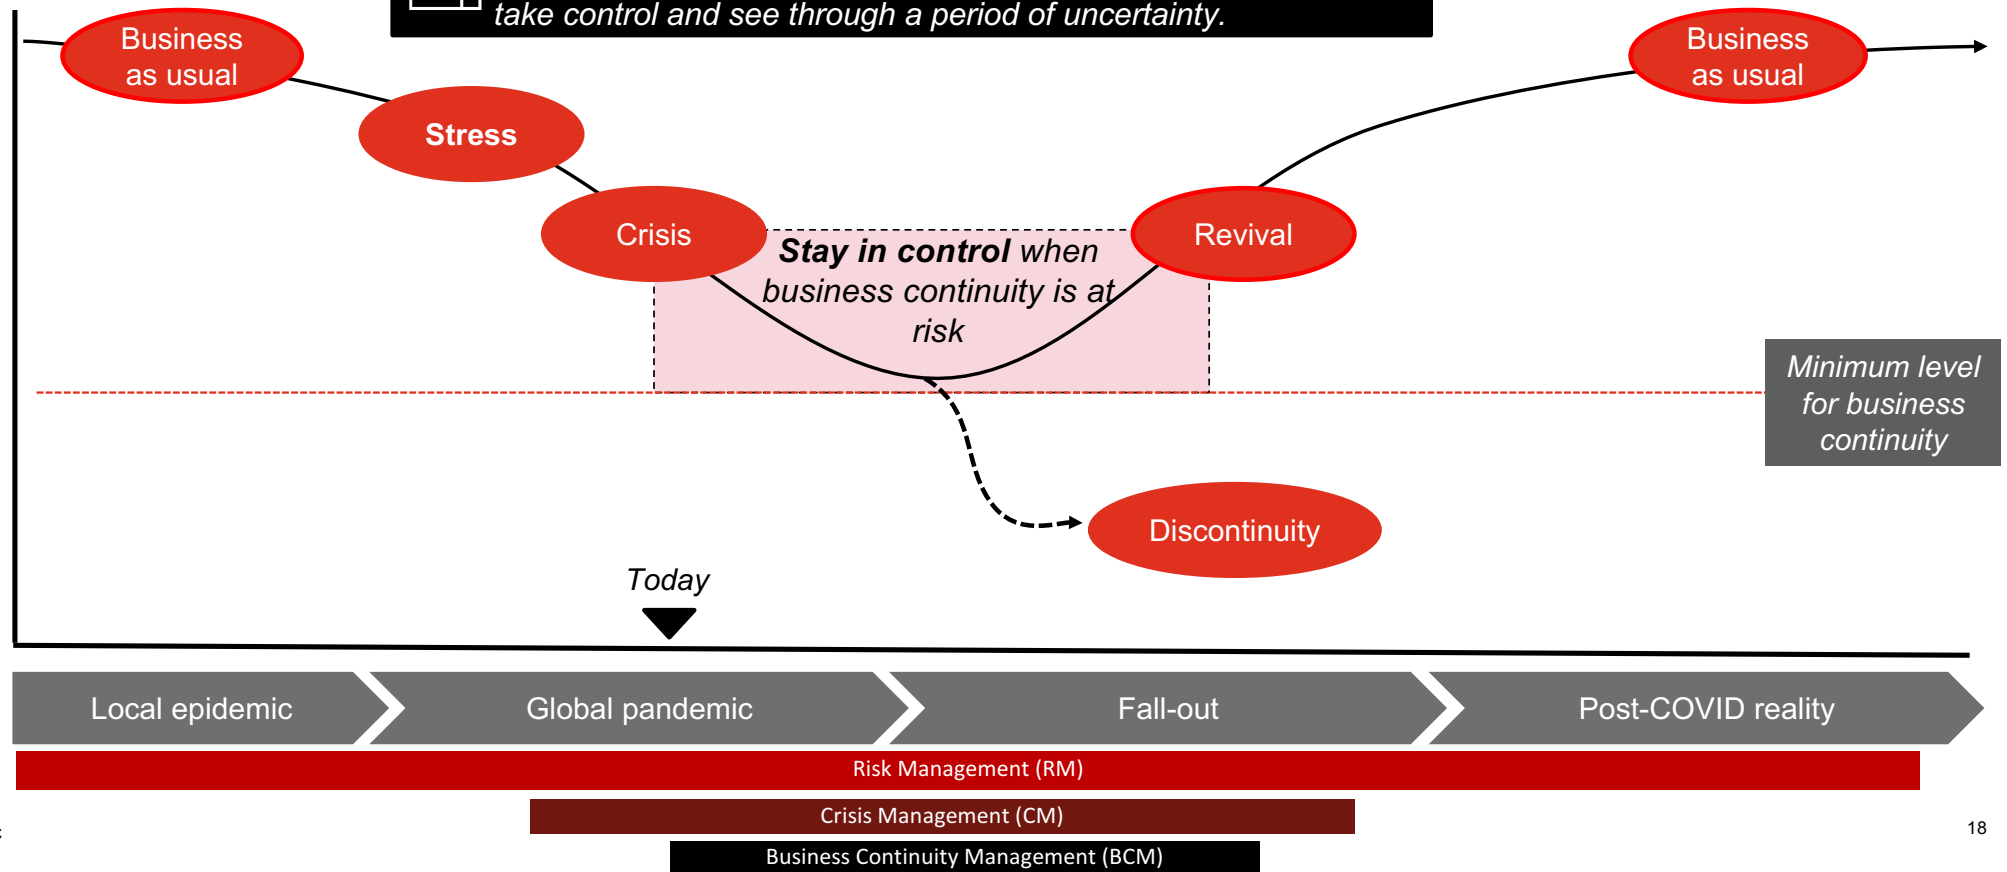 take control and see through a period of uncertainty.
Business
as usual
Business
as usual
Stress
Crisis
Revival
Stay in control when
business continuity is at
risk
Minimum level
for business
continuity
Discontinuity
Today
Local epidemic
Global pandemic
Fall-out
Post-COVID reality
Risk Management (RM)
Crisis Management (CM)
18
Business Continuity Management (BCM)